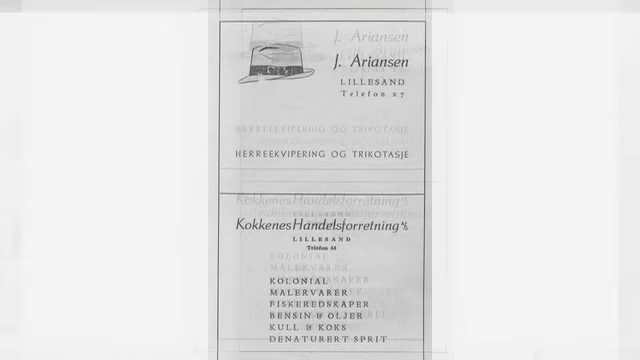 J. Ariansen
LILLESAND
Telefon 27
HERREEKVIPERING OG TRIKOTASJE
Kokkenes Handelsforretning A/S
LILLESAND
Telefon 44
KOLONIAL
MALERVARER
FISKEREDSKAPER
BENSIN & OLJER
KULL & KOKS
DENATURERT SPRIT